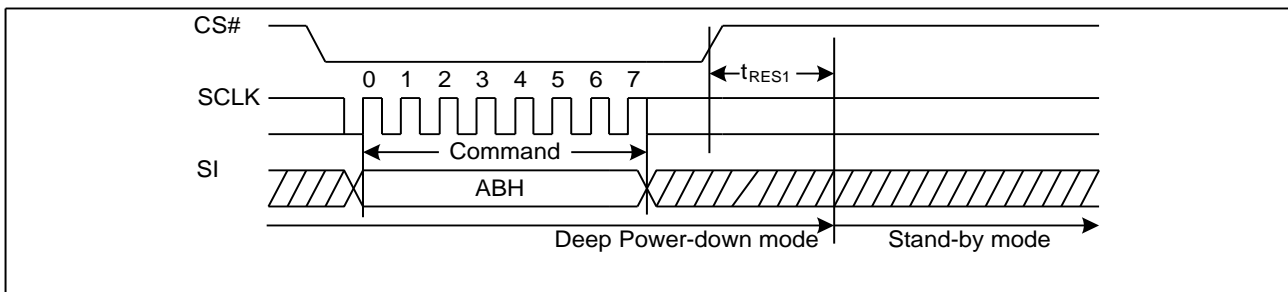 CS#
tRES1
0 1 2 3 4 5 6 7
SCLK
Command
SI
ABH
Deep Power-down mode
Stand-by mode